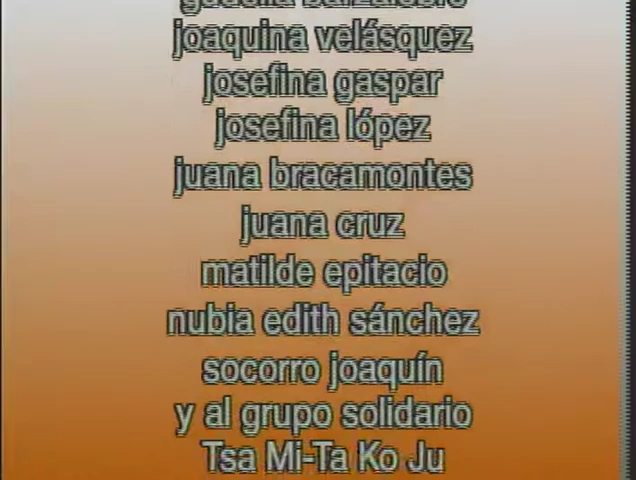 joaquina velásquez
josefina gaspar
josefina lópez
juana bracamontes
juana cruz
matilde epitacio
nubia edith sánchez
socorro joaquín
y al grupo solidario
Tsa Mi-Ta Ko Ju